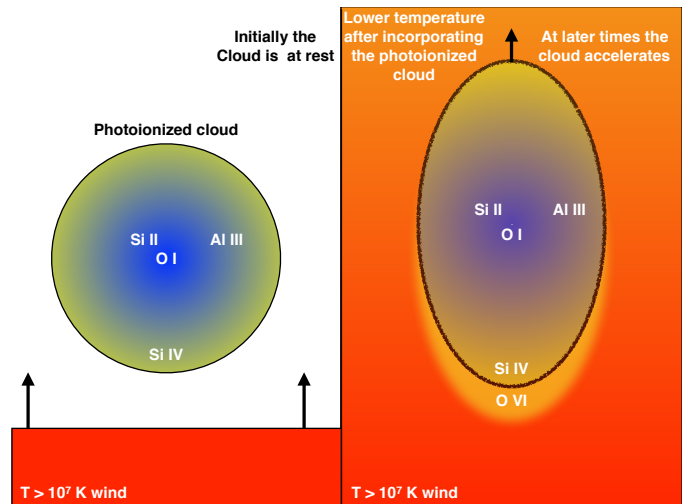 Initially the
Cloud is at rest
Photoionized cloud
Si II
Al III
O I
Si IV
T > 10⁷ K wind
Lower temperature
after incorporating
the photoionized
cloud
At later times the
cloud accelerates
Si II
Al III
O I
Si IV
O VI
T > 10⁷ K wind